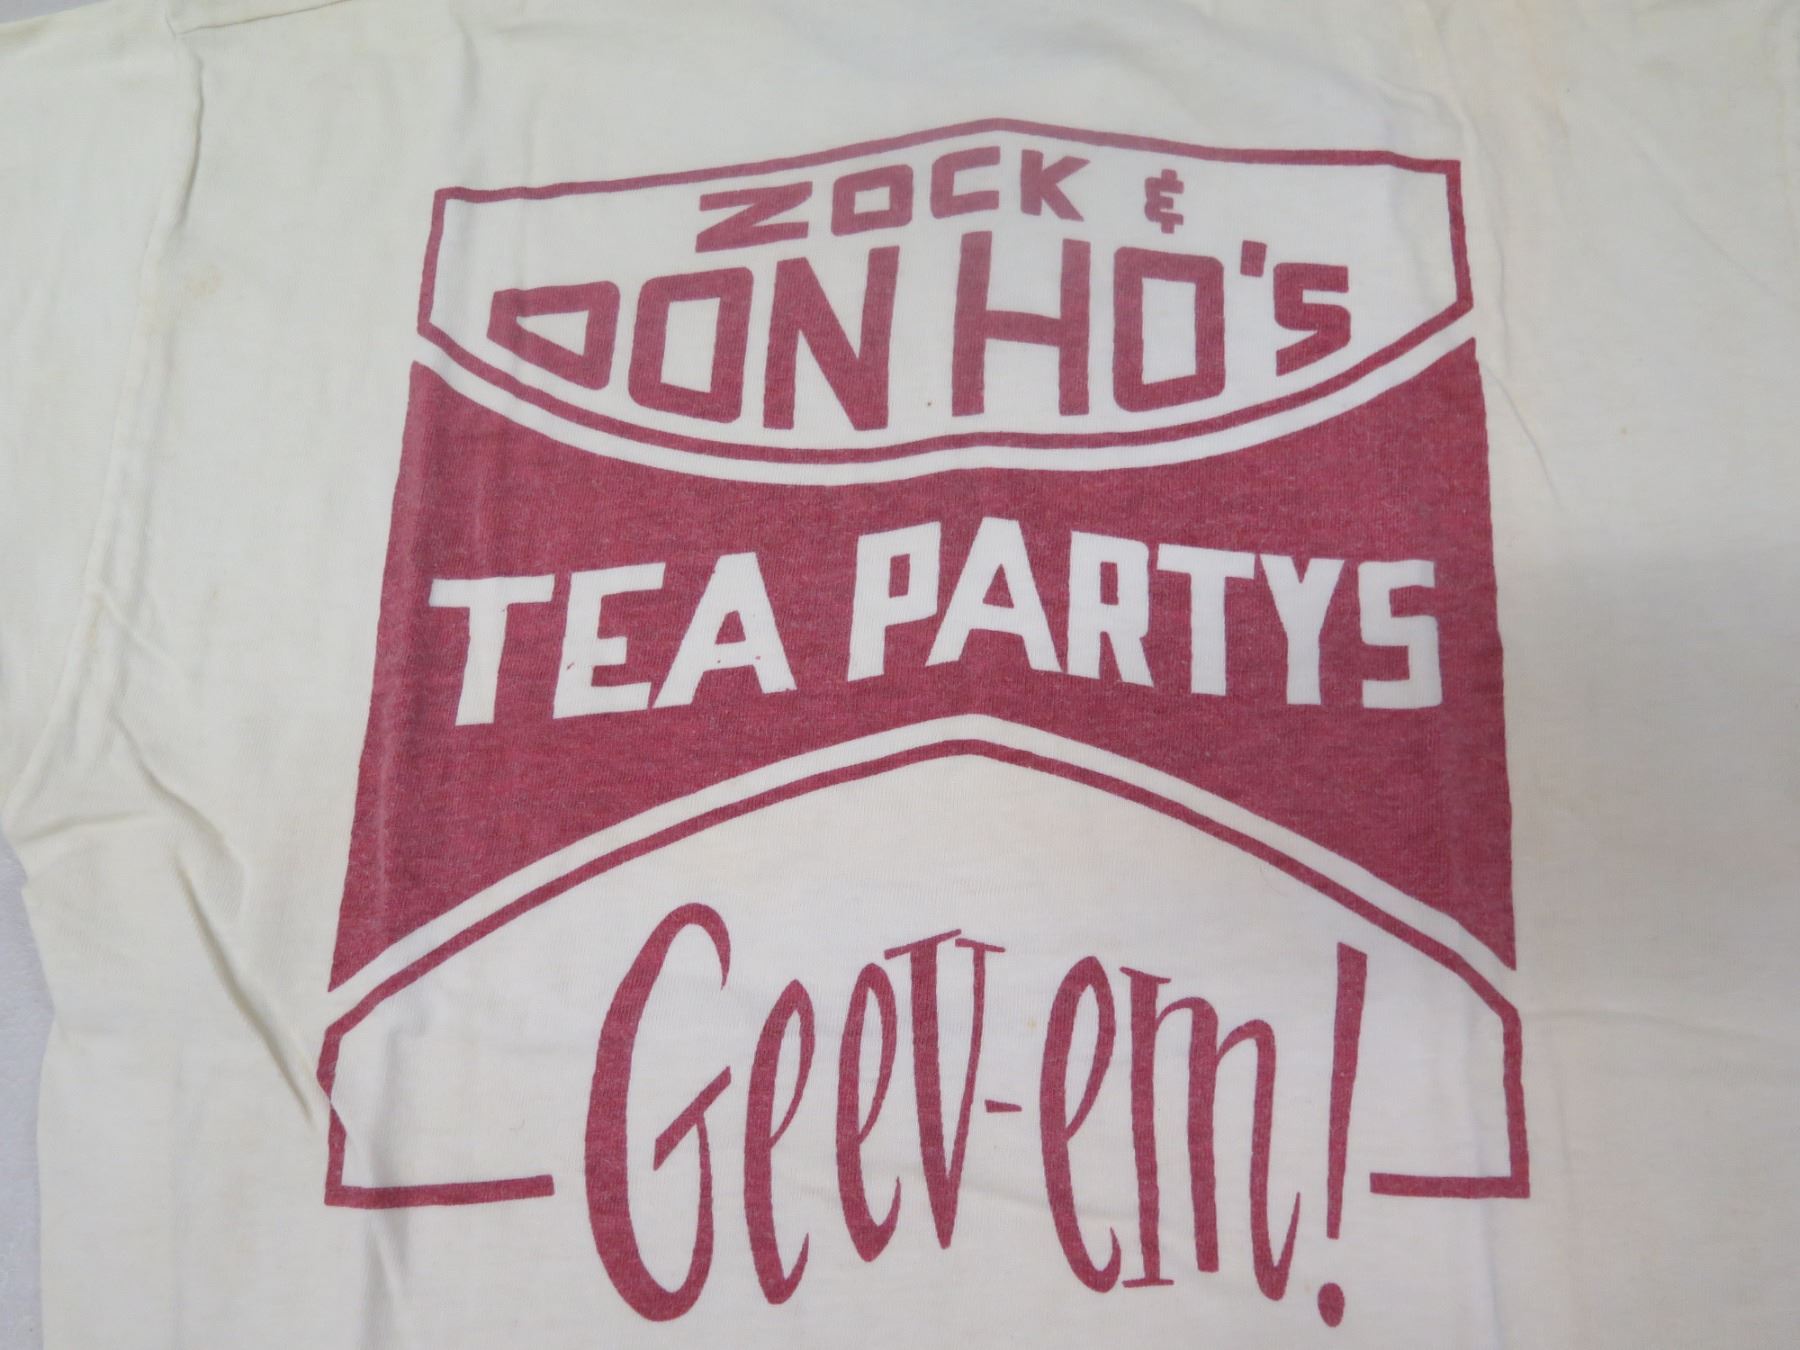 ZOCK &
DON HO'S
TEA PARTYS
Geev-em!